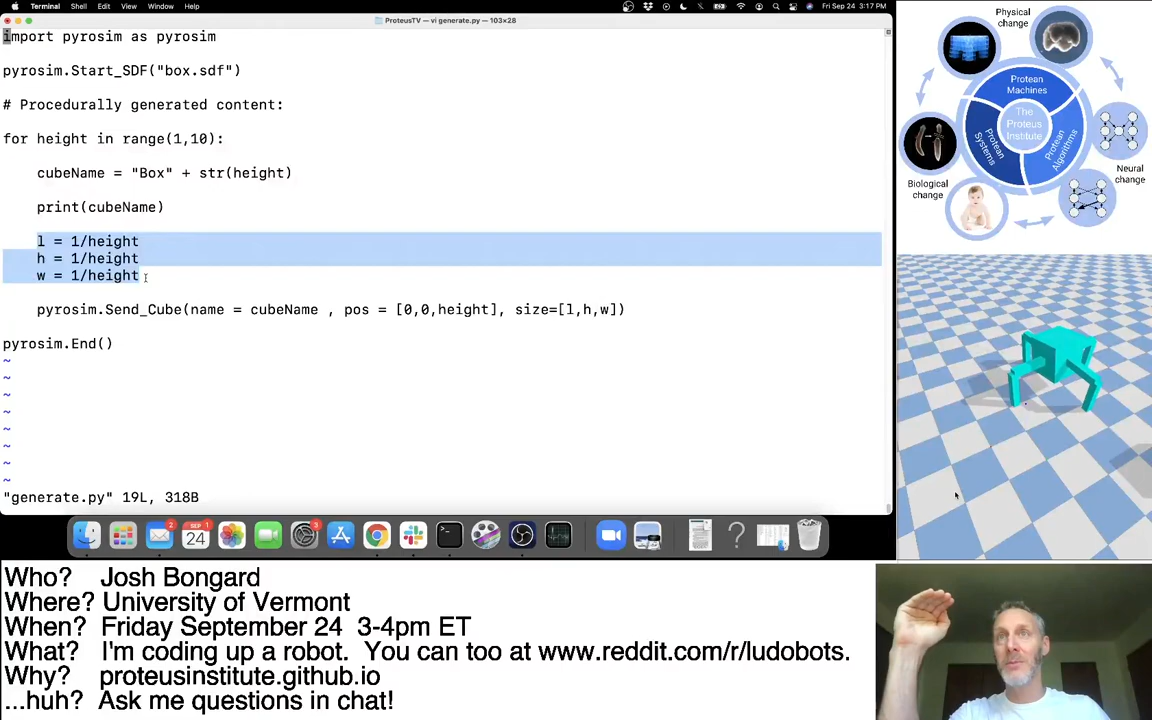 Terminal Shell Edit View Window Help
Fri Sep 24 3:17 PM
ProteusTV — vi generate.py — 103×28
import pyrosim as pyrosim
pyrosim.Start_SDF("box.sdf")
# Procedurally generated content:
for height in range(1,10):
cubeName = "Box" + str(height)
print(cubeName)
l = 1/height
h = 1/height
w = 1/height
pyrosim.Send_Cube(name = cubeName , pos = [0,0,height], size=[l,h,w])
pyrosim.End()
~
~
~
~
~
~
~
~
"generate.py" 19L, 318B
Physical
change
Protean
Machines
The
Proteus
Institute
Protean
Systems
Protean
Algorithms
Biological
change
Neural
change
2
SEP
24
1
3
Who? Josh Bongard
Where? University of Vermont
When? Friday September 24 3-4pm ET
What? I'm coding up a robot. You can too at www.reddit.com/r/ludobots.
Why? proteusinstitute.github.io
...huh? Ask me questions in chat!